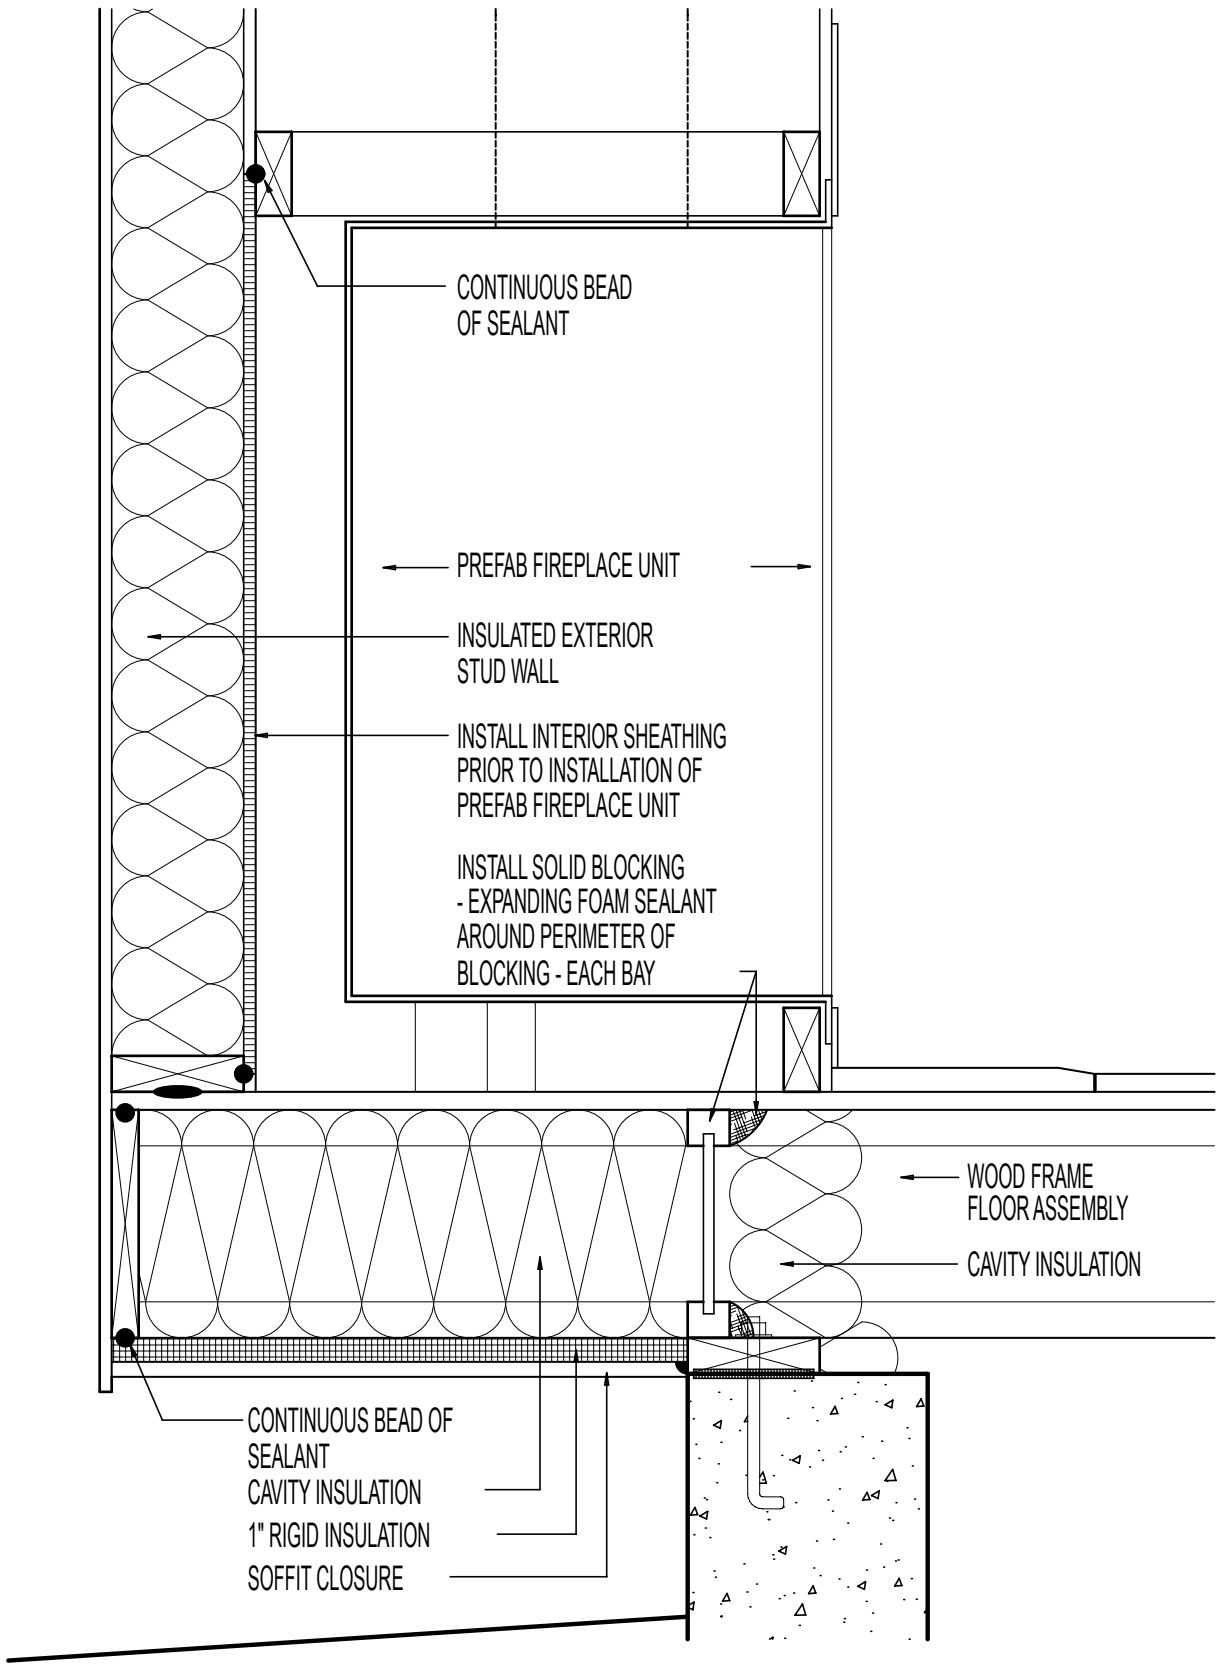 CONTINUOUS BEAD
OF SEALANT
PREFAB FIREPLACE UNIT
INSULATED EXTERIOR
STUD WALL
INSTALL INTERIOR SHEATHING
PRIOR TO INSTALLATION OF
PREFAB FIREPLACE UNIT
INSTALL SOLID BLOCKING
- EXPANDING FOAM SEALANT
AROUND PERIMETER OF
BLOCKING - EACH BAY
WOOD FRAME
FLOOR ASSEMBLY
CAVITY INSULATION
CONTINUOUS BEAD OF
SEALANT
CAVITY INSULATION
1" RIGID INSULATION
SOFFIT CLOSURE